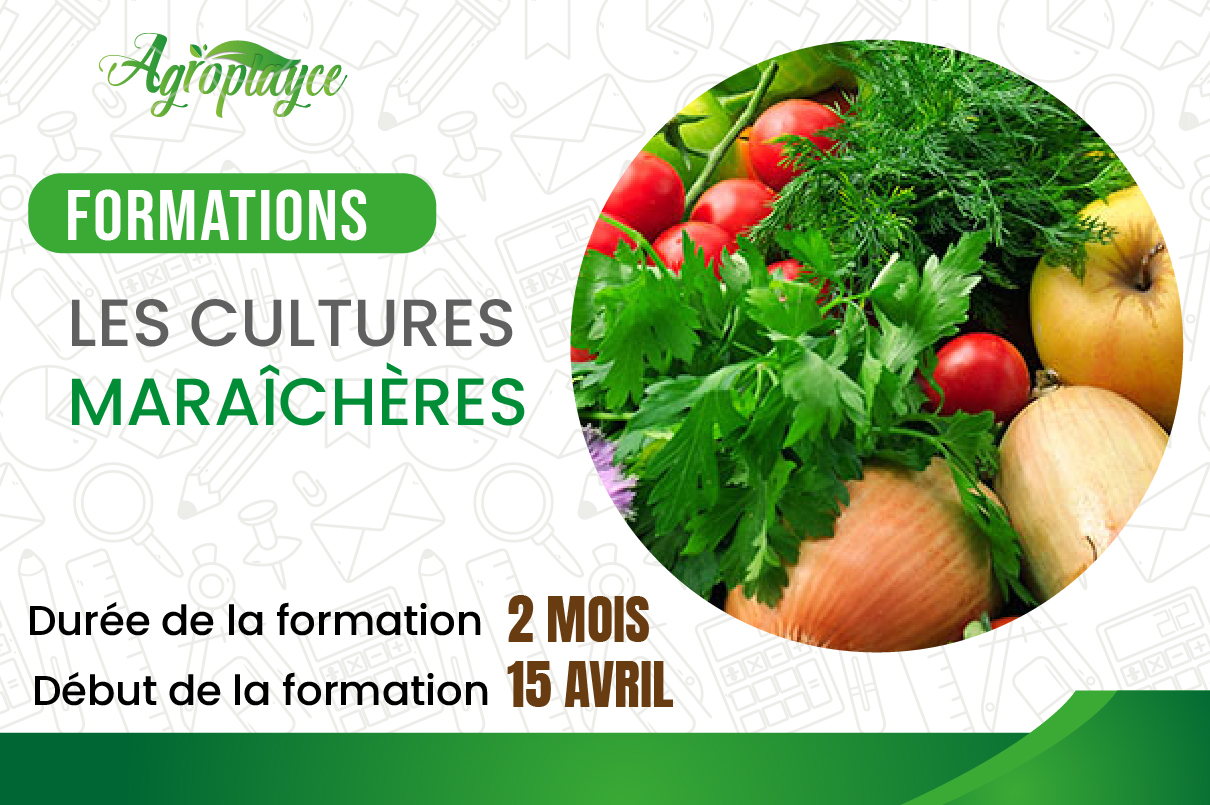 Agroplayce
FORMATIONS
LES CULTURES
MARAÎCHÈRES
Durée de la formation 2 MOIS
Début de la formation 15 AVRIL